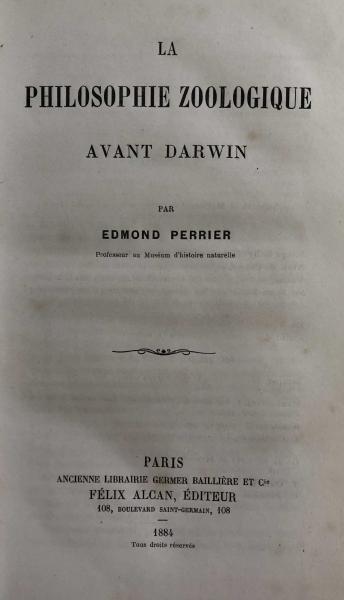 LA
PHILOSOPHIE ZOOLOGIQUE
AVANT DARWIN
PAR
EDMOND PERRIER
Professeur au Muséum d'histoire naturelle
PARIS
ANCIENNE LIBRAIRIE GERMER BAILLIÈRE ET Cie
FÉLIX ALCAN, ÉDITEUR
108, BOULEVARD SAINT-GERMAIN, 108
1884
Tous droits réservés